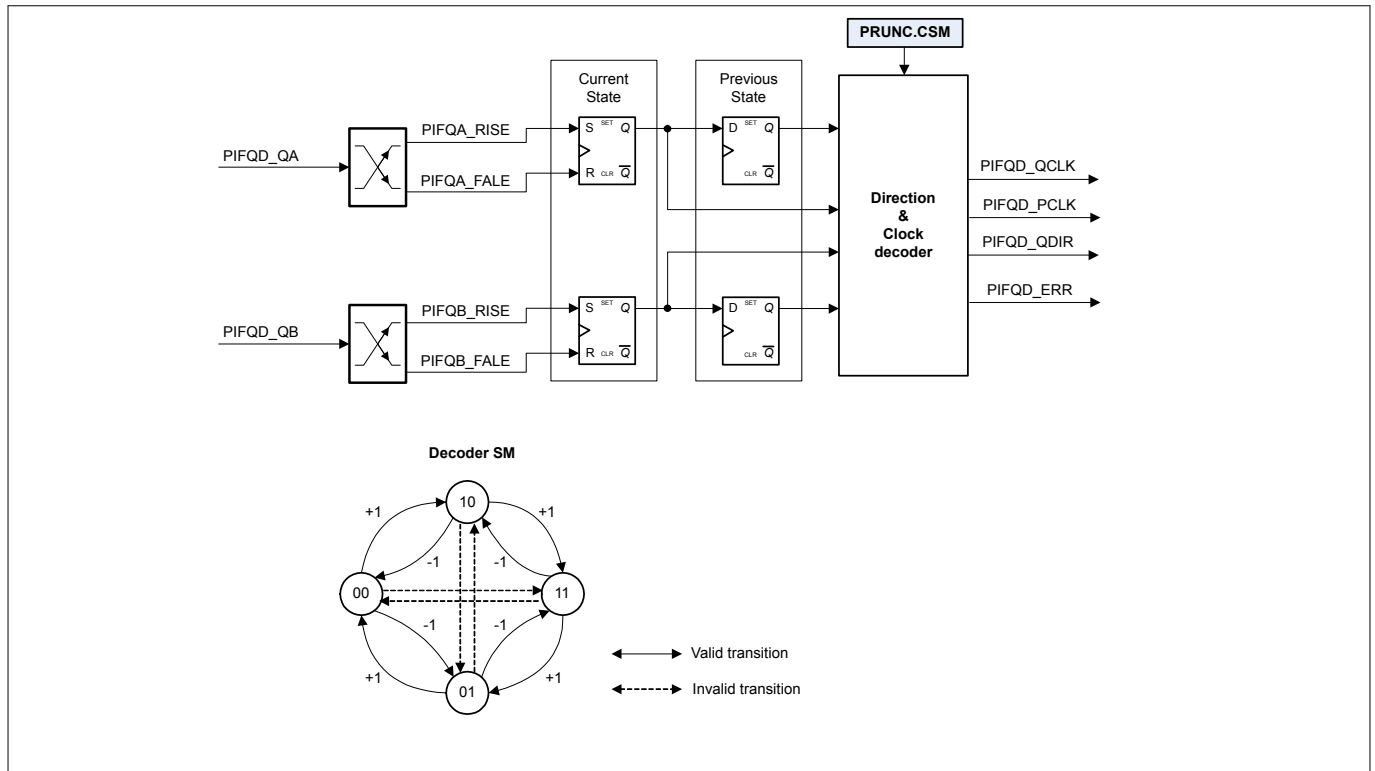 PRUNC.CSM
Current
State
Previous
State
PIFQD_QA
PIFQA_RISE
PIFQA_FALE
S SET Q
R CLR Q
D SET Q
CLR Q
Direction
&
Clock
decoder
PIFQD_QCLK
PIFQD_PCLK
PIFQD_QDIR
PIFQD_ERR
PIFQD_QB
PIFQB_RISE
PIFQB_FALE
S SET Q
R CLR Q
D SET Q
CLR Q
Decoder SM
10
+1
+1
-1
-1
00
11
-1
-1
+1
+1
01
Valid transition
Invalid transition